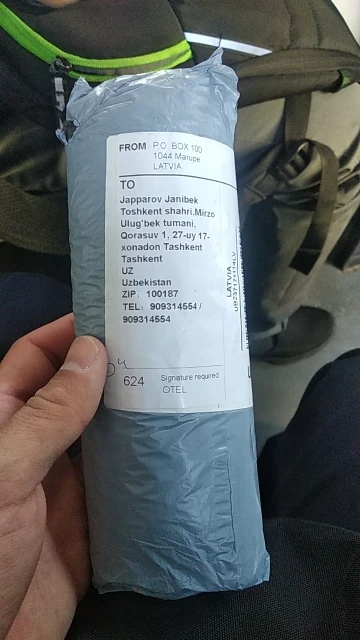 FROM P.O. BOX 100
1044 Marupe
LATVIA
TO
Japparov Janibek
Toshkent shahri.Mirzo
Ulug'bek tumani,
Qorasuv 1, 27-uy 17-
xonadon Tashkent
Tashkent
UZ
Uzbekistan
ZIP: 100187
TEL: 909314554 /
909314554
624 Signature required
OTEL
LATVIA